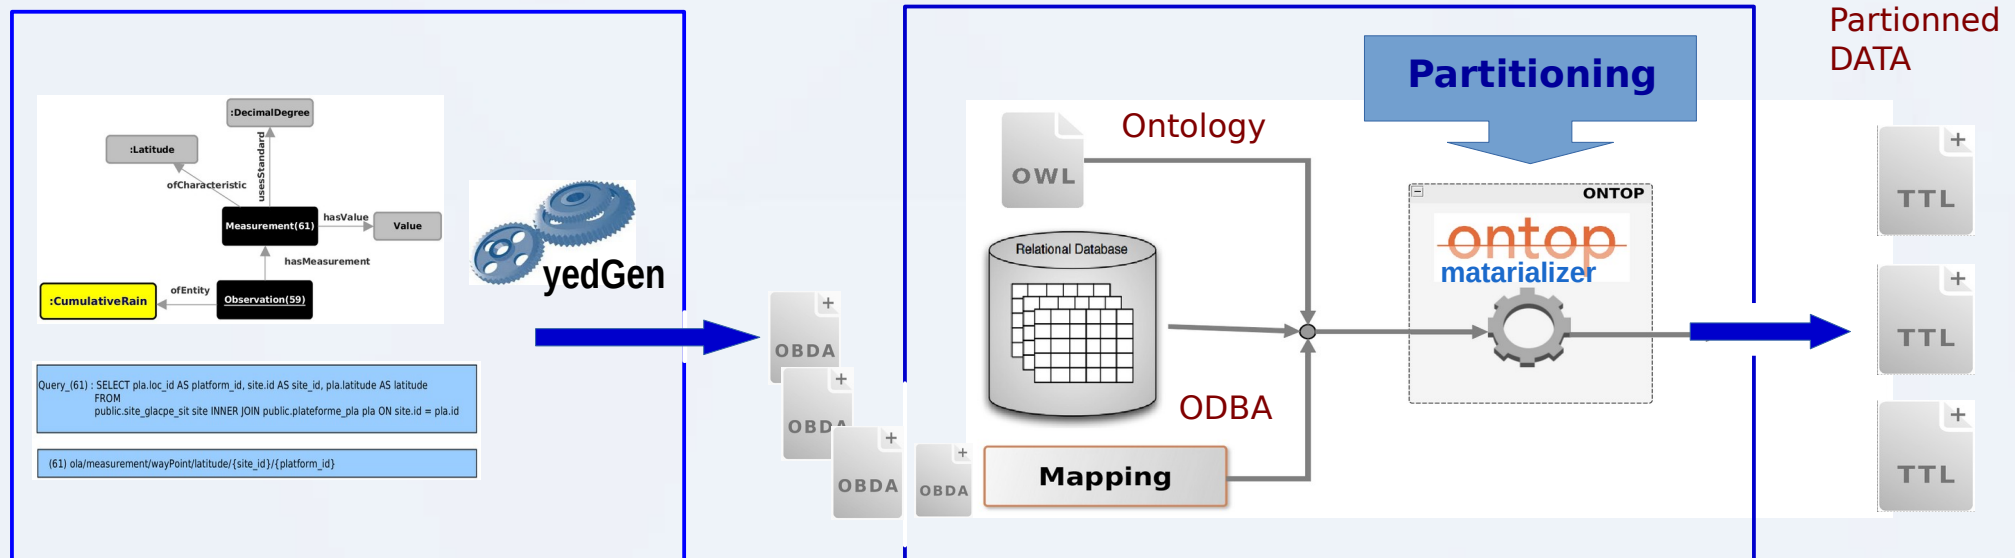 :DecimalDegree
:Latitude
usesStandard
ofCharacteristic
Measurement(61)
hasValue
Value
hasMeasurement
:CumulativeRain
ofEntity
Observation(59)
Query_(61) : SELECT pla.loc_id AS platform_id, site.id AS site_id, pla.latitude AS latitude
FROM
public.site_glacpe_sit site INNER JOIN public.plateforme_pla pla ON site.id = pla.id
(61) ola/measurement/wayPoint/latitude/{site_id}/{platform_id}
yedGen
OBDA
OBDA
OBDA
OBDA
Ontology
OWL
Relational Database
ODBA
Mapping
Partitioning
ONTOP
ontop
matarializer
Partionned
DATA
TTL
TTL
TTL